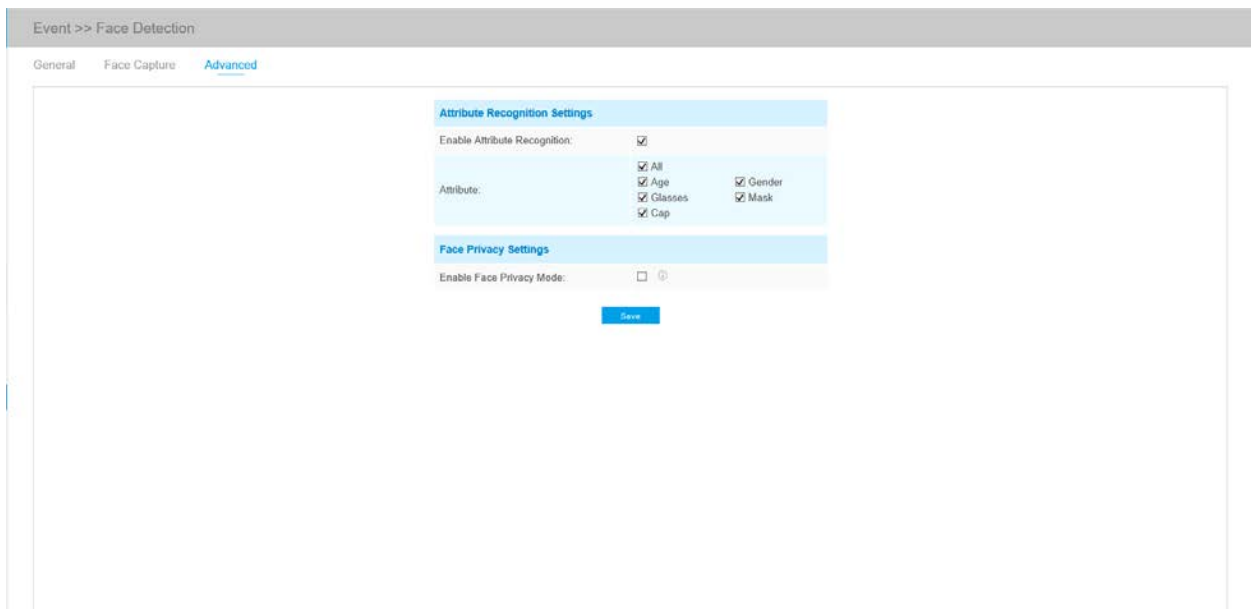 Event >> Face Detection
General Face Capture Advanced
Attribute Recognition Settings
Enable Attribute Recognition:
Attribute:
All
Age Gender
Glasses Mask
Cap
Face Privacy Settings
Enable Face Privacy Mode:
Save